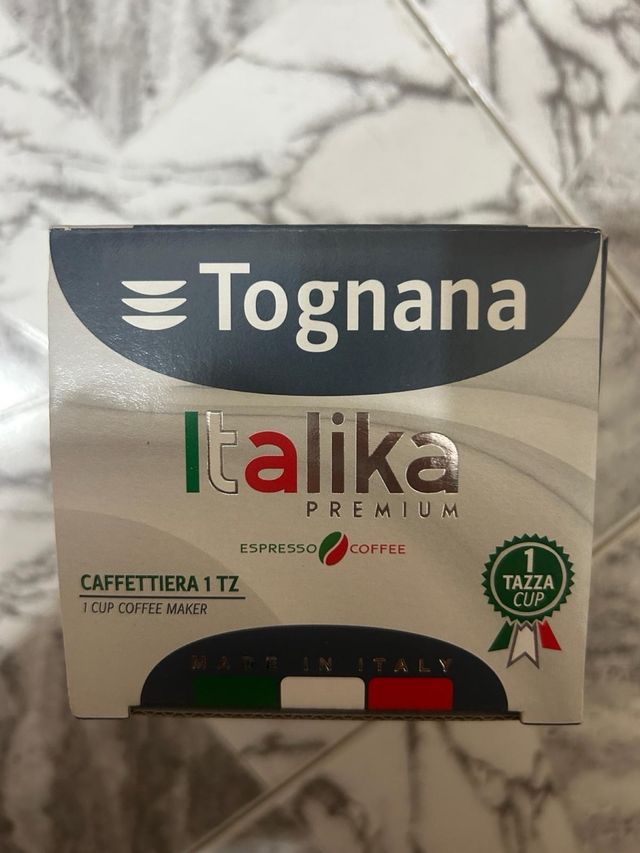 Tognana
Italika
PREMIUM
ESPRESSO COFFEE
CAFFETTIERA 1 TZ
1 CUP COFFEE MAKER
1
TAZZA
CUP
MADE IN ITALY